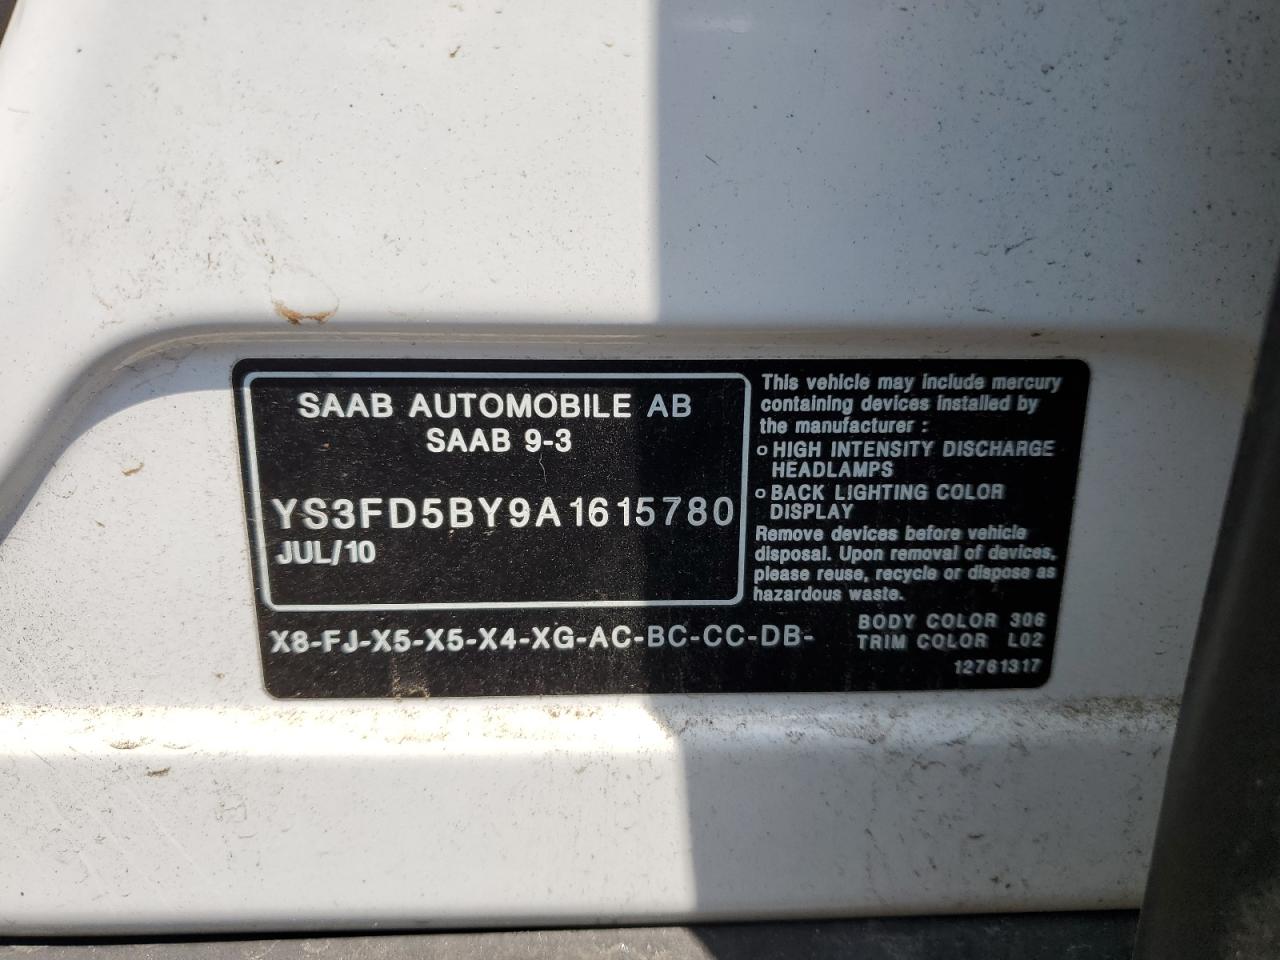 SAAB AUTOMOBILE AB
SAAB 9-3
YS3FD5BY9A1615780
JUL/10
X8-FJ-X5-X5-X4-XG-AC-BC-CC-DB-
This vehicle may include mercury
containing devices installed by
the manufacturer :
o HIGH INTENSITY DISCHARGE
HEADLAMPS
o BACK LIGHTING COLOR
DISPLAY
Remove devices before vehicle
disposal. Upon removal of devices,
please reuse, recycle or dispose as
hazardous waste.
BODY COLOR 306
TRIM COLOR L02
12761317